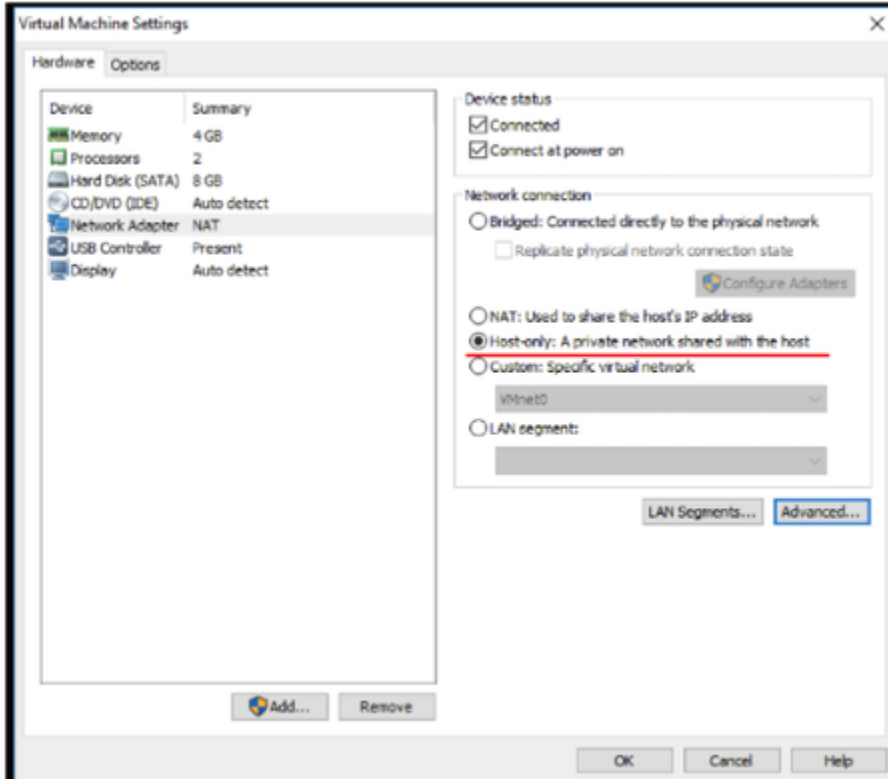 Virtual Machine Settings
Hardware Options
Device Summary
Memory 4 GB
Processors 2
Hard Disk (SATA) 8 GB
CD/DVD (IDE) Auto detect
Network Adapter NAT
USB Controller Present
Display Auto detect
Add... Remove
Device status
Connected
Connect at power on
Network connection
Bridged: Connected directly to the physical network
Replicate physical network connection state
Configure Adapters
NAT: Used to share the host's IP address
Host-only: A private network shared with the host
Custom: Specific virtual network
VMnet0
LAN segment:
LAN Segments... Advanced...
OK Cancel Help